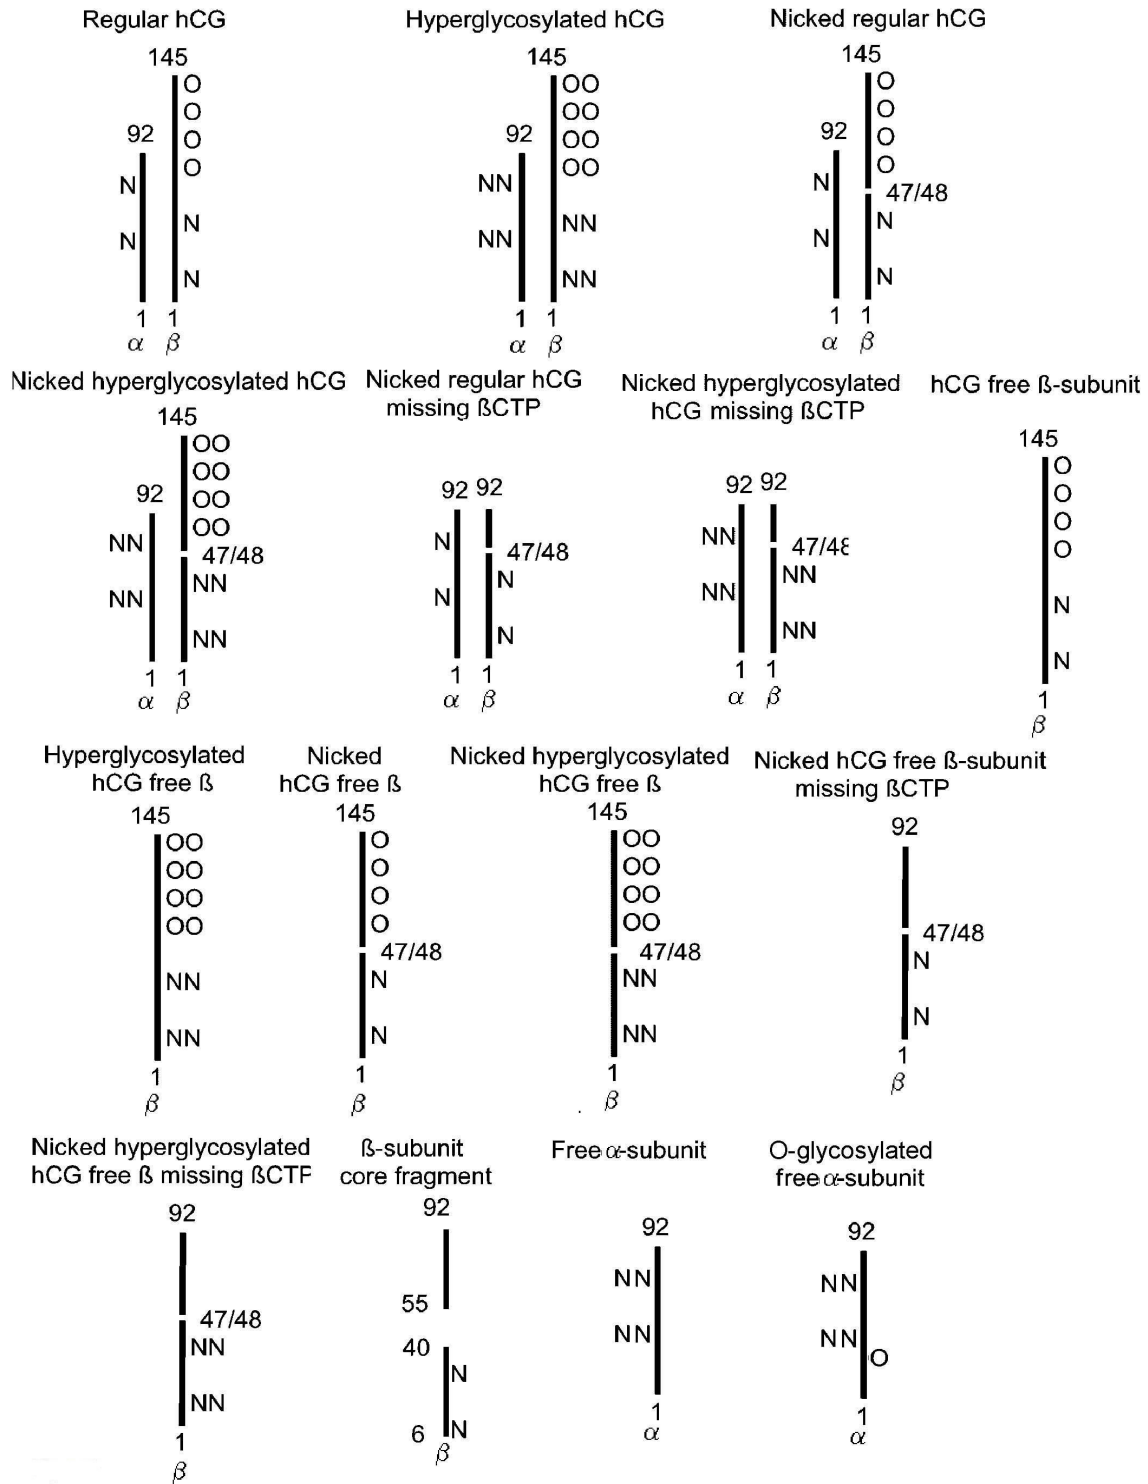 Regular hCG
145
O
O
O
O
92
N
N
N
N
1 1
α β
Hyperglycosylated hCG
145
OO
OO
OO
OO
92
NN
NN
NN
NN
1 1
α β
Nicked regular hCG
145
O
O
O
O
92
N
47/48
N
N
N
1 1
α β
Nicked hyperglycosylated hCG
145
OO
OO
OO
OO
92
NN
47/48
NN
NN
NN
1 1
α β
Nicked regular hCG
missing ßCTP
92 92
N
47/48
N
N
N
1 1
α β
Nicked hyperglycosylated
hCG missing ßCTP
92 92
NN
47/48
NN
NN
NN
1 1
α β
hCG free ß-subunit
145
O
O
O
O
N
N
1
β
Hyperglycosylated
hCG free ß
145
OO
OO
OO
OO
NN
NN
1
β
Nicked
hCG free ß
145
O
O
O
O
47/48
N
N
1
β
Nicked hyperglycosylated
hCG free ß
145
OO
OO
OO
OO
47/48
NN
NN
1
β
Nicked hCG free ß-subunit
missing ßCTP
92
47/48
N
N
1
β
Nicked hyperglycosylated
hCG free ß missing ßCTP
92
47/48
NN
NN
1
β
ß-subunit
core fragment
92
55
40
N
6 N
β
Free α-subunit
92
NN
NN
1
α
O-glycosylated
free α-subunit
92
NN
NN
O
1
α